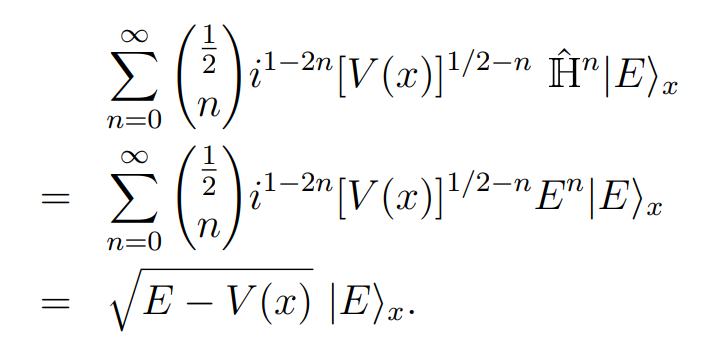 \sum_{n=0}^{\infty} \binom{\frac{1}{2}}{n} i^{1-2n} [V(x)]^{1/2-n} \hat{\mathbb{H}}^n |E\rangle_x
= \sum_{n=0}^{\infty} \binom{\frac{1}{2}}{n} i^{1-2n} [V(x)]^{1/2-n} E^n |E\rangle_x
= \sqrt{E - V(x)} |E\rangle_x.